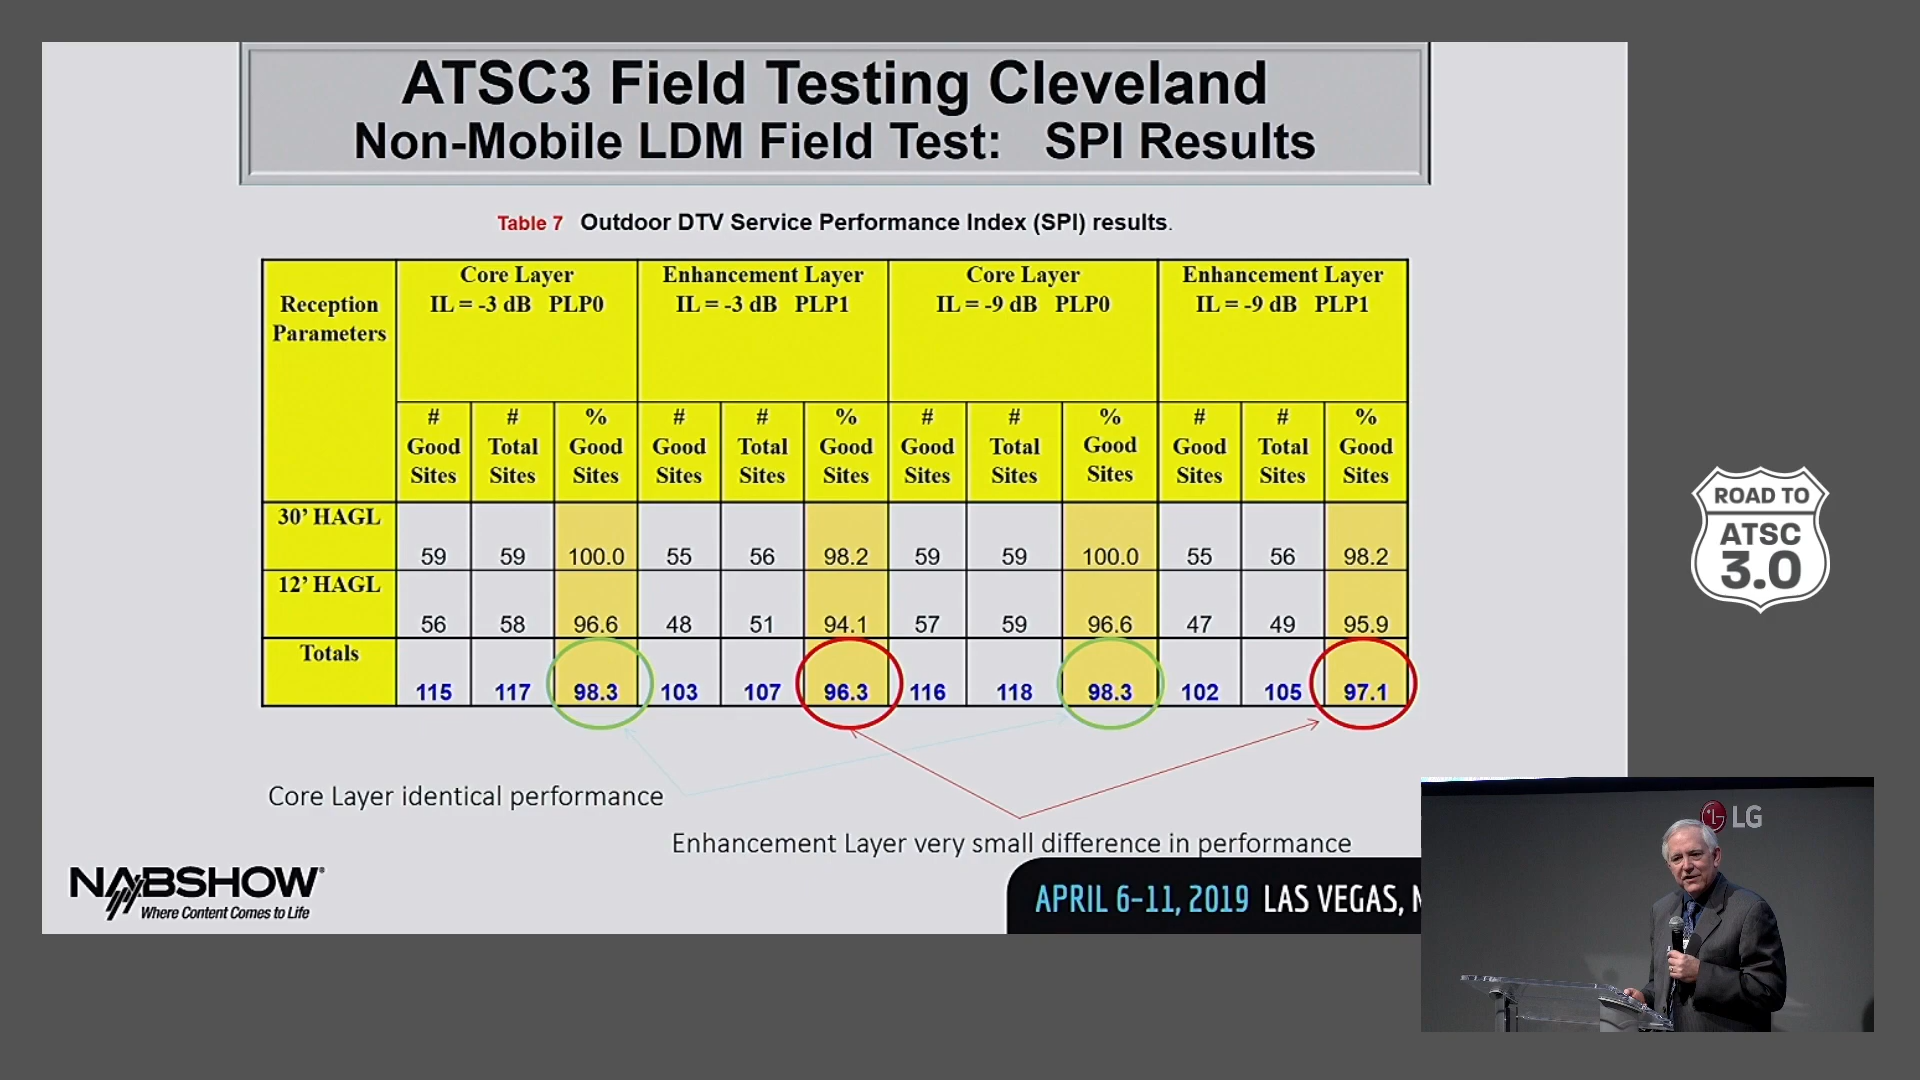 ATSC3 Field Testing Cleveland
Non-Mobile LDM Field Test: SPI Results
Table 7 Outdoor DTV Service Performance Index (SPI) results.
Reception Parameters
Core Layer
IL = -3 dB PLP0
Enhancement Layer
IL = -3 dB PLP1
Core Layer
IL = -9 dB PLP0
Enhancement Layer
IL = -9 dB PLP1
# Good Sites # Total Sites % Good Sites # Good Sites # Total Sites % Good Sites # Good Sites # Total Sites % Good Sites # Good Sites # Total Sites % Good Sites
30’ HAGL 59 59 100.0 55 56 98.2 59 59 100.0 55 56 98.2
12’ HAGL 56 58 96.6 48 51 94.1 57 59 96.6 47 49 95.9
Totals 115 117 98.3 103 107 96.3 116 118 98.3 102 105 97.1
Core Layer identical performance
Enhancement Layer very small difference in performance
NABSHOW®
Where Content Comes to Life
APRIL 6–11, 2019 LAS VEGAS, N
ROAD TO
ATSC
3.0
LG